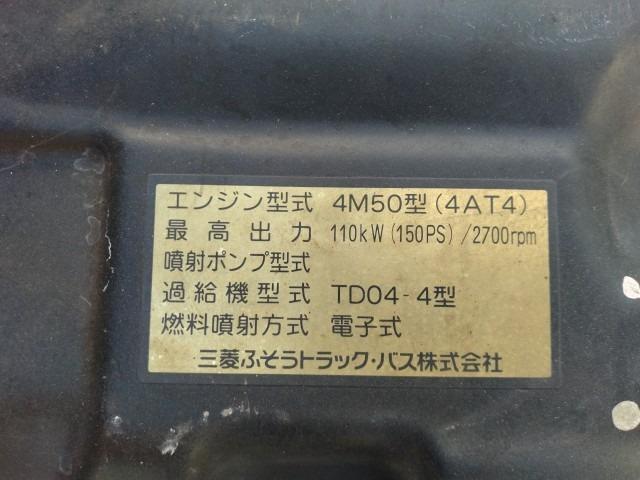 エンジン型式 4M50型(4AT4)
最高出力 110kW(150PS)/2700rpm
噴射ポンプ型式
過給機型式 TD04-4型
燃料噴射方式 電子式
三菱ふそうトラック・バス株式会社